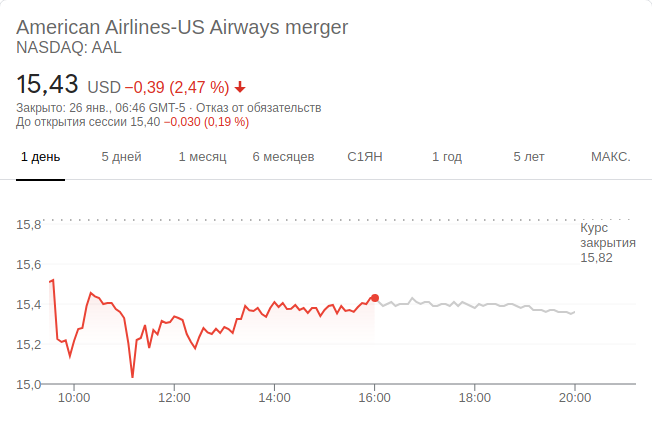 American Airlines-US Airways merger
NASDAQ: AAL
15,43 USD −0,39 (2,47 %)
Закрыто: 26 янв., 06:46 GMT-5 · Отказ от обязательств
До открытия сессии 15,40 −0,030 (0,19 %)
1 день 5 дней 1 месяц 6 месяцев С1ЯН 1 год 5 лет МАКС.
15,8
Курс
закрытия
15,82
15,6
15,4
15,2
15,0
10:00 12:00 14:00 16:00 18:00 20:00